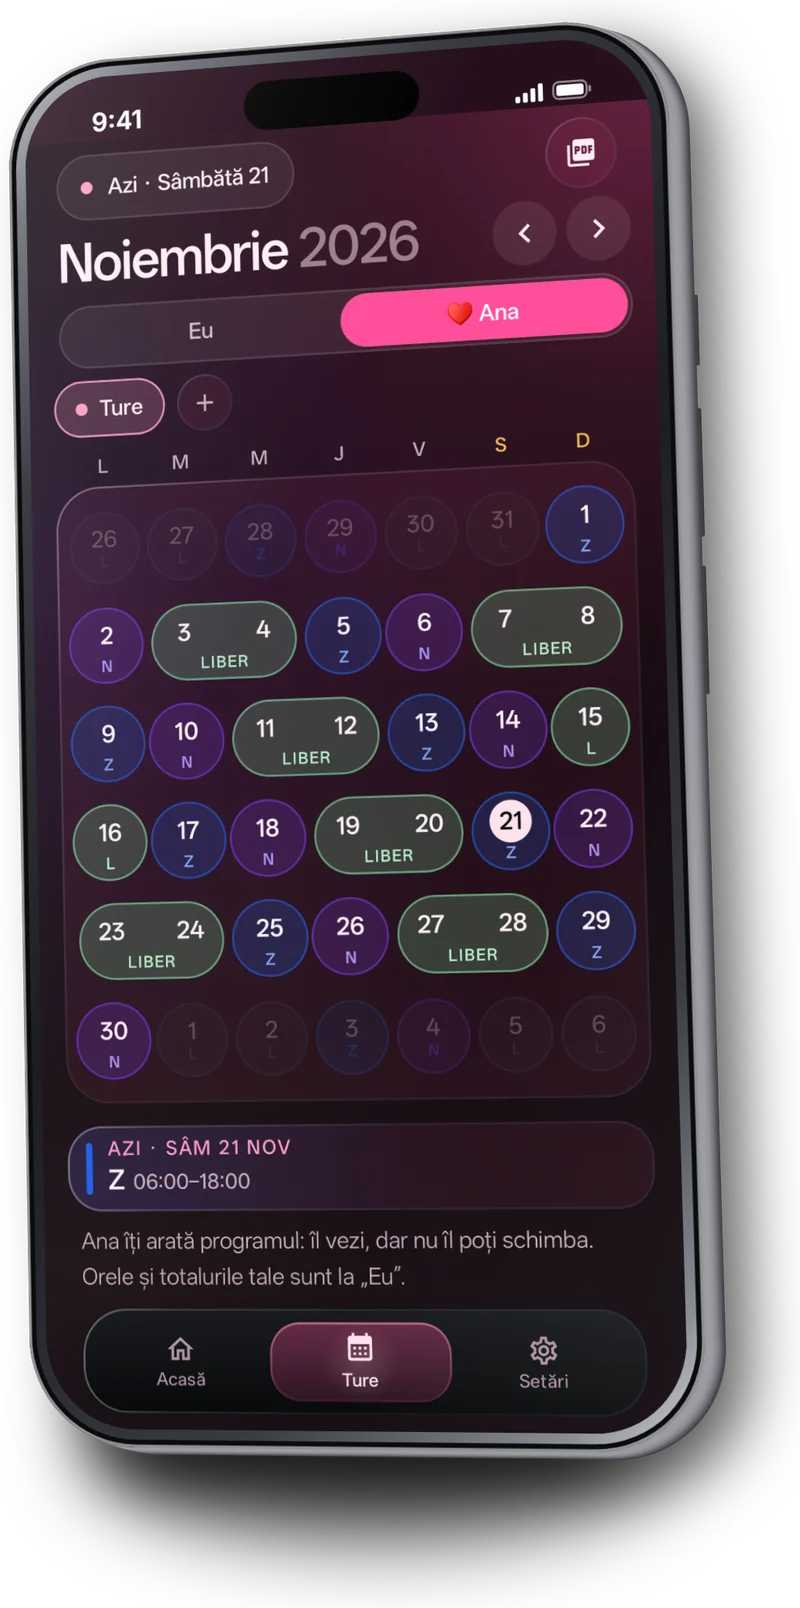 9:41
Azi · Sâmbătă 21
PDF
Noiembrie 2026
Eu
❤️ Ana
Ture
+
L M M J V S D
26 27 28 29 30 31 1
L L Z N L L Z
2 3 4 5 6 7 8
N LIBER Z N LIBER
9 10 11 12 13 14 15
Z N LIBER Z N L
16 17 18 19 20 21 22
L Z N LIBER Z N
23 24 25 26 27 28 29
LIBER Z N LIBER Z
30 1 2 3 4 5 6
N L L Z N L L
AZI · SÂM 21 NOV
Z 06:00–18:00
Ana îți arată programul: îl vezi, dar nu îl poți schimba.
Orele și totalurile tale sunt la „Eu”.
Acasă Ture Setări